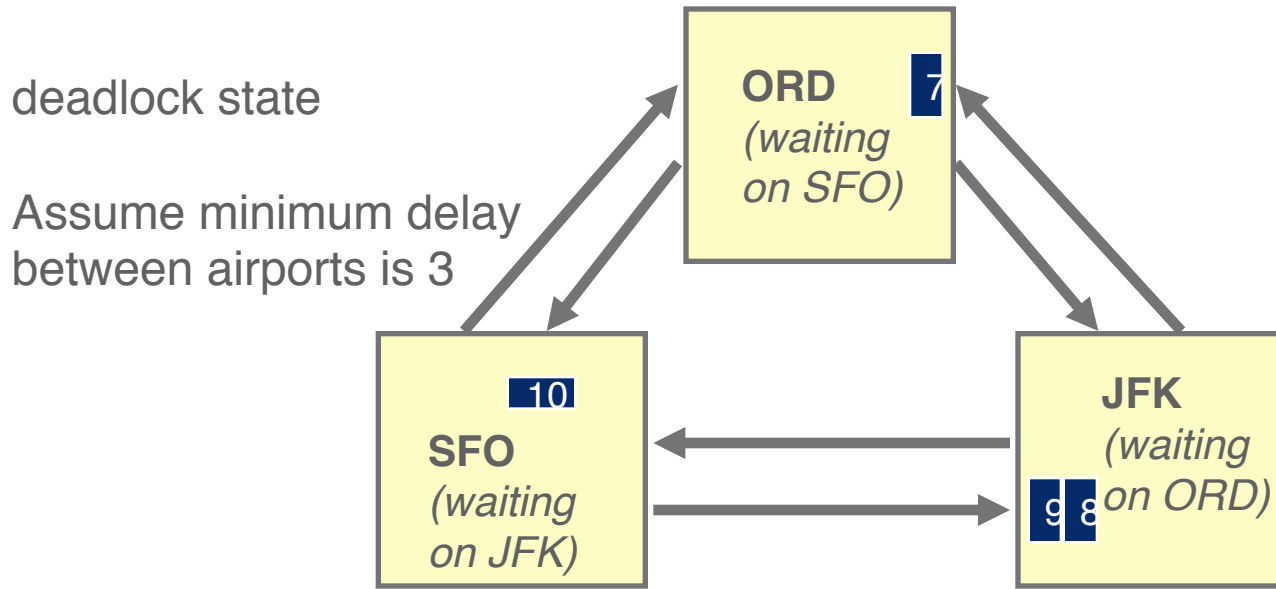 deadlock state
Assume minimum delay
between airports is 3
ORD
(waiting
on SFO)
7
10
SFO
(waiting
on JFK)
JFK
(waiting
on ORD)
9 8